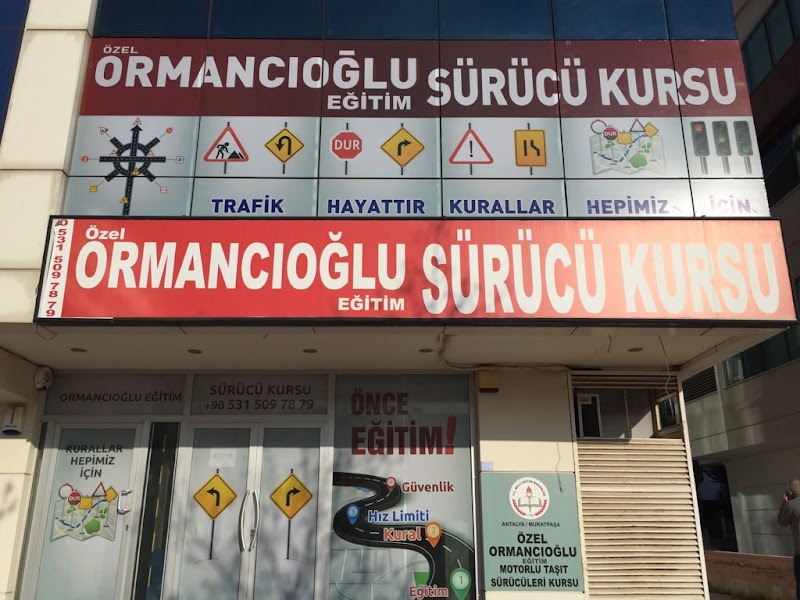 ÖZEL
ORMANCIOĞLU SÜRÜCÜ KURSU
EĞİTİM
DUR
TRAFİK HAYATTIR KURALLAR HEPİMİZ İÇİN
0 531 509 78 79
Özel
ORMANCIOĞLU SÜRÜCÜ KURSU
EĞİTİM
ORMANCIOĞLU EĞİTİM
SÜRÜCÜ KURSU
+90 531 509 78 79
KURALLAR
HEPİMİZ
İÇİN
DUR
ÖNCE
EĞİTİM!
Güvenlik
Hız Limiti
Kural
2
1
Eğitim
ANTALYA / MURATPAŞA
ÖZEL
ORMANCIOĞLU
EĞİTİM
MOTORLU TAŞIT
SÜRÜCÜLERİ KURSU